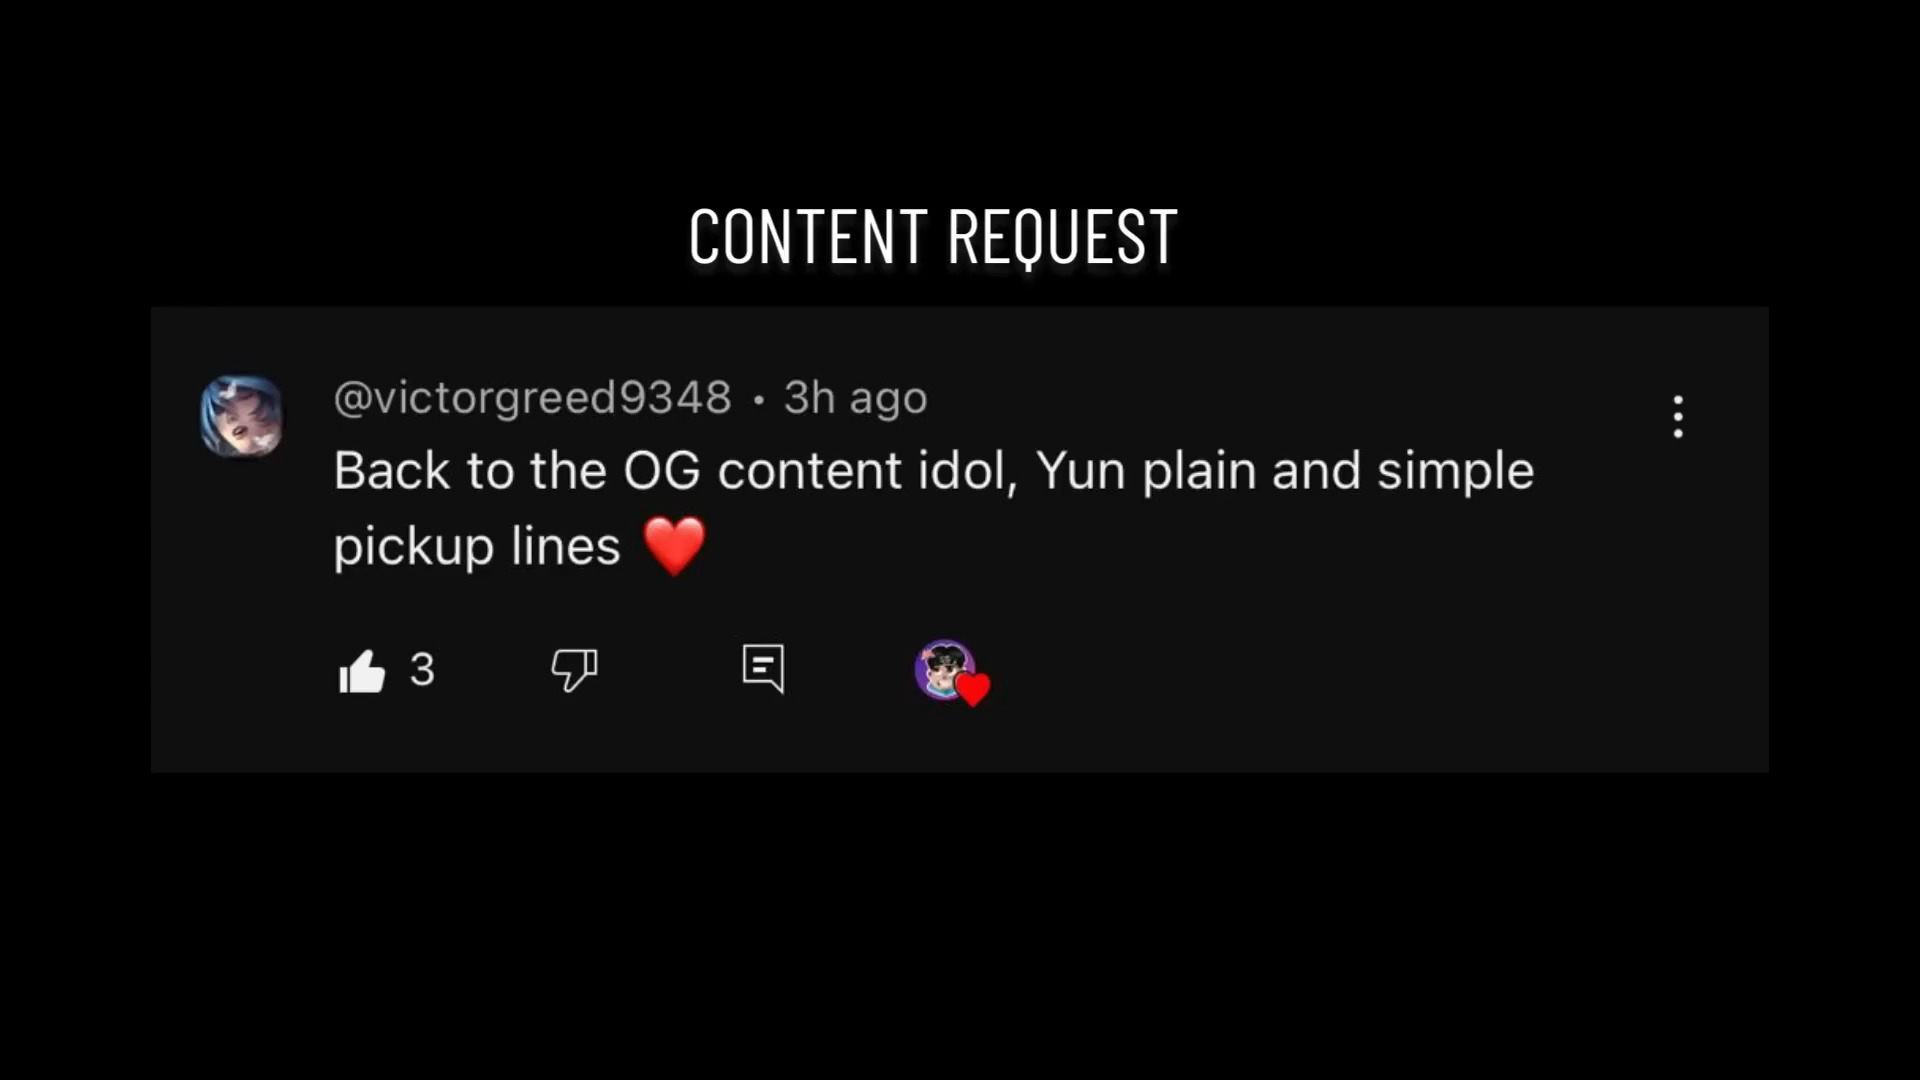 CONTENT REQUEST
@victorgreed9348 • 3h ago
Back to the OG content idol, Yun plain and simple
pickup lines ❤️
3